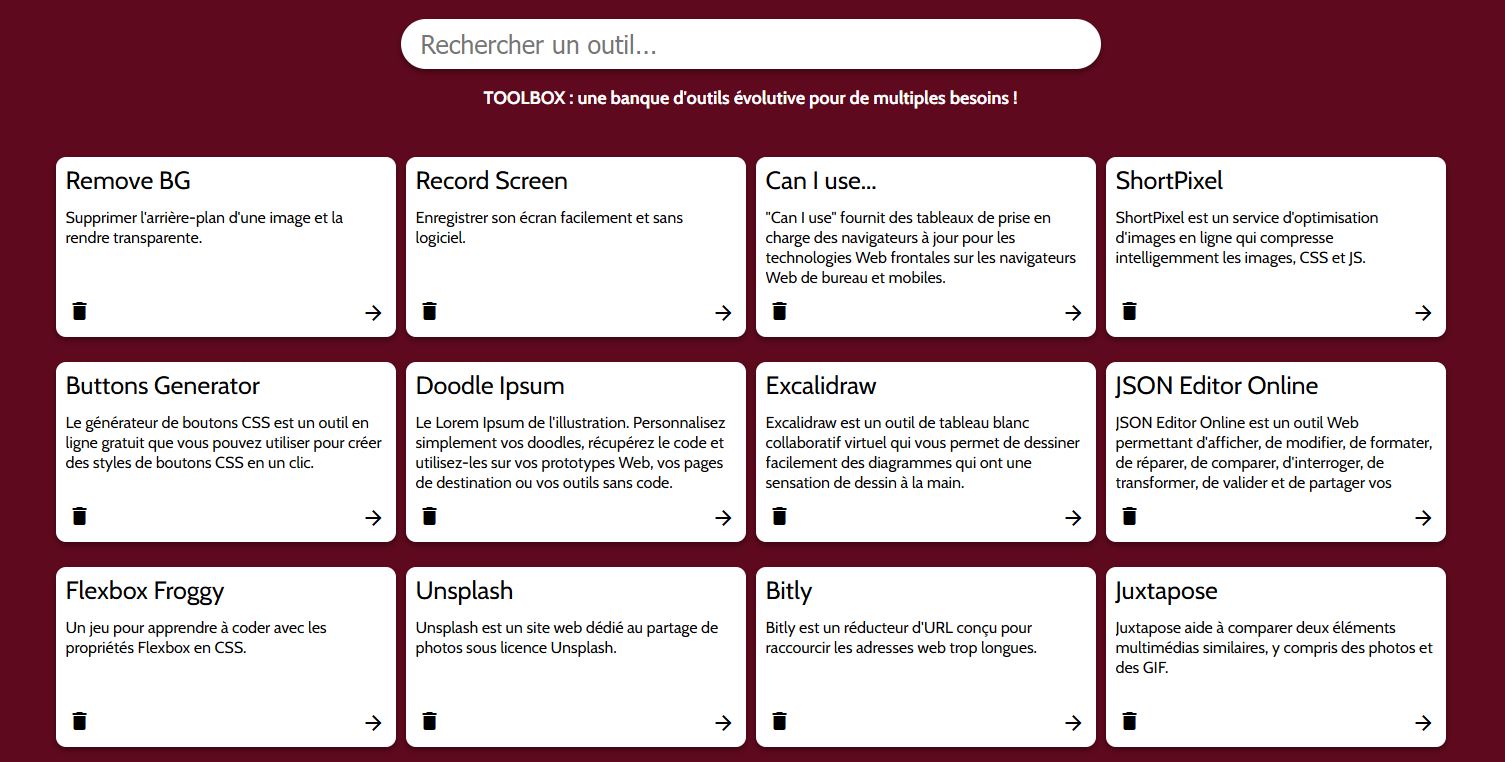 Rechercher un outil...
TOOLBOX : une banque d'outils évolutive pour de multiples besoins !
Remove BG
Supprimer l'arrière-plan d'une image et la
rendre transparente.
Record Screen
Enregistrer son écran facilement et sans
logiciel.
Can I use...
"Can I use" fournit des tableaux de prise en
charge des navigateurs à jour pour les
technologies Web frontales sur les navigateurs
Web de bureau et mobiles.
ShortPixel
ShortPixel est un service d'optimisation
d'images en ligne qui compresse
intelligemment les images, CSS et JS.
Buttons Generator
Le générateur de boutons CSS est un outil en
ligne gratuit que vous pouvez utiliser pour créer
des styles de boutons CSS en un clic.
Doodle Ipsum
Le Lorem Ipsum de l'illustration. Personnalisez
simplement vos doodles, récupérez le code et
utilisez-les sur vos prototypes Web, vos pages
de destination ou vos outils sans code.
Excalidraw
Excalidraw est un outil de tableau blanc
collaboratif virtuel qui vous permet de dessiner
facilement des diagrammes qui ont une
sensation de dessin à la main.
JSON Editor Online
JSON Editor Online est un outil Web
permettant d'afficher, de modifier, de formater,
de réparer, de comparer, d'interroger, de
transformer, de valider et de partager vos
Flexbox Froggy
Un jeu pour apprendre à coder avec les
propriétés Flexbox en CSS.
Unsplash
Unsplash est un site web dédié au partage de
photos sous licence Unsplash.
Bitly
Bitly est un réducteur d'URL conçu pour
raccourcir les adresses web trop longues.
Juxtapose
Juxtapose aide à comparer deux éléments
multimédias similaires, y compris des photos et
des GIF.